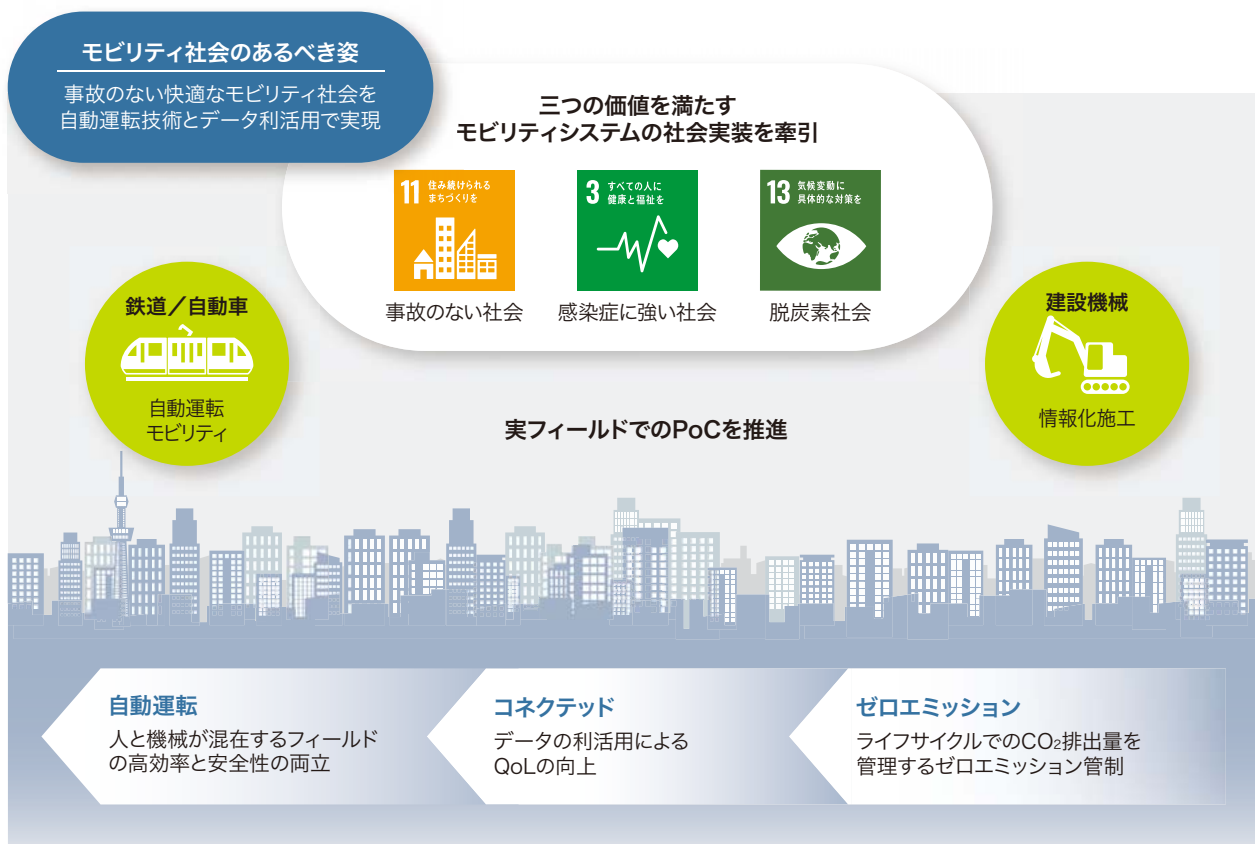 モビリティ社会のあるべき姿
事故のない快適なモビリティ社会を
自動運転技術とデータ利活用で実現
三つの価値を満たす
モビリティシステムの社会実装を牽引
11 住み続けられる
まちづくりを
3 すべての人に
健康と福祉を
13 気候変動に
具体的な対策を
事故のない社会
感染症に強い社会
脱炭素社会
鉄道／自動車
自動運転
モビリティ
建設機械
情報化施工
実フィールドでのPoCを推進
自動運転
人と機械が混在するフィールド
の高効率と安全性の両立
コネクテッド
データの利活用による
QoLの向上
ゼロエミッション
ライフサイクルでのCO₂排出量を
管理するゼロエミッション管制